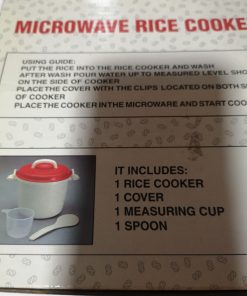 MICROWAVE RICE COOKE
USING GUIDE:
PUT THE RICE INTO THE RICE COOKER AND WASH
AFTER WASH POUR WATER UP TO MEASURED LEVEL SHO
ON THE SIDE OF COOKER
PLACE THE COVER WITH THE CLIPS LOCATED ON BOTH S
OF COOKER
PLACE THE COOKER IN THE MICROWARE AND START COO
IT INCLUDES:
1 RICE COOKER
1 COVER
1 MEASURING CUP
1 SPOON